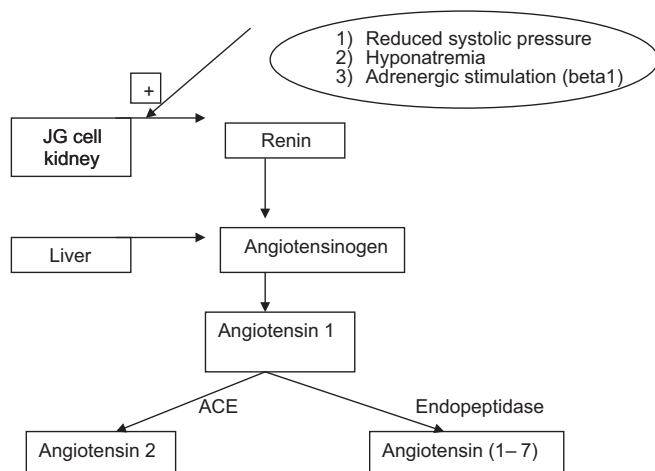 1) Reduced systolic pressure
2) Hyponatremia
3) Adrenergic stimulation (beta1)
+
JG cell
kidney
Renin
Liver
Angiotensinogen
Angiotensin 1
ACE
Endopeptidase
Angiotensin 2
Angiotensin (1– 7)